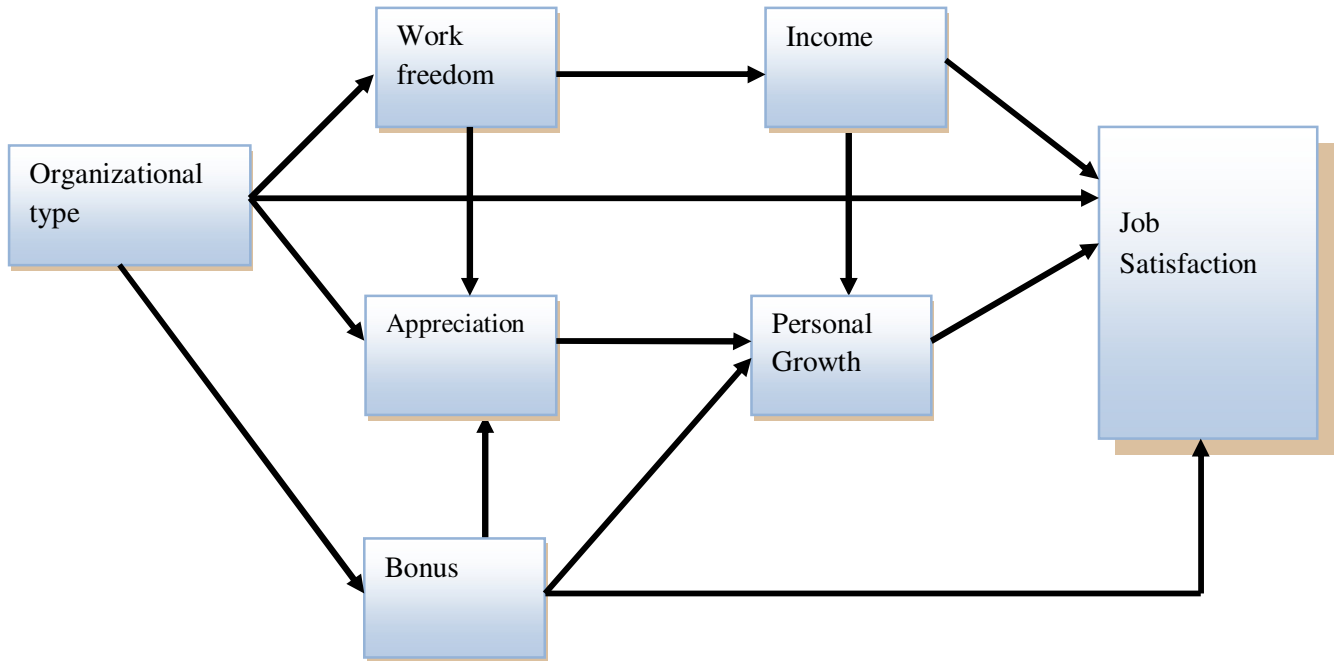 Work
freedom
Income
Organizational
type
Job
Satisfaction
Appreciation
Personal
Growth
Bonus